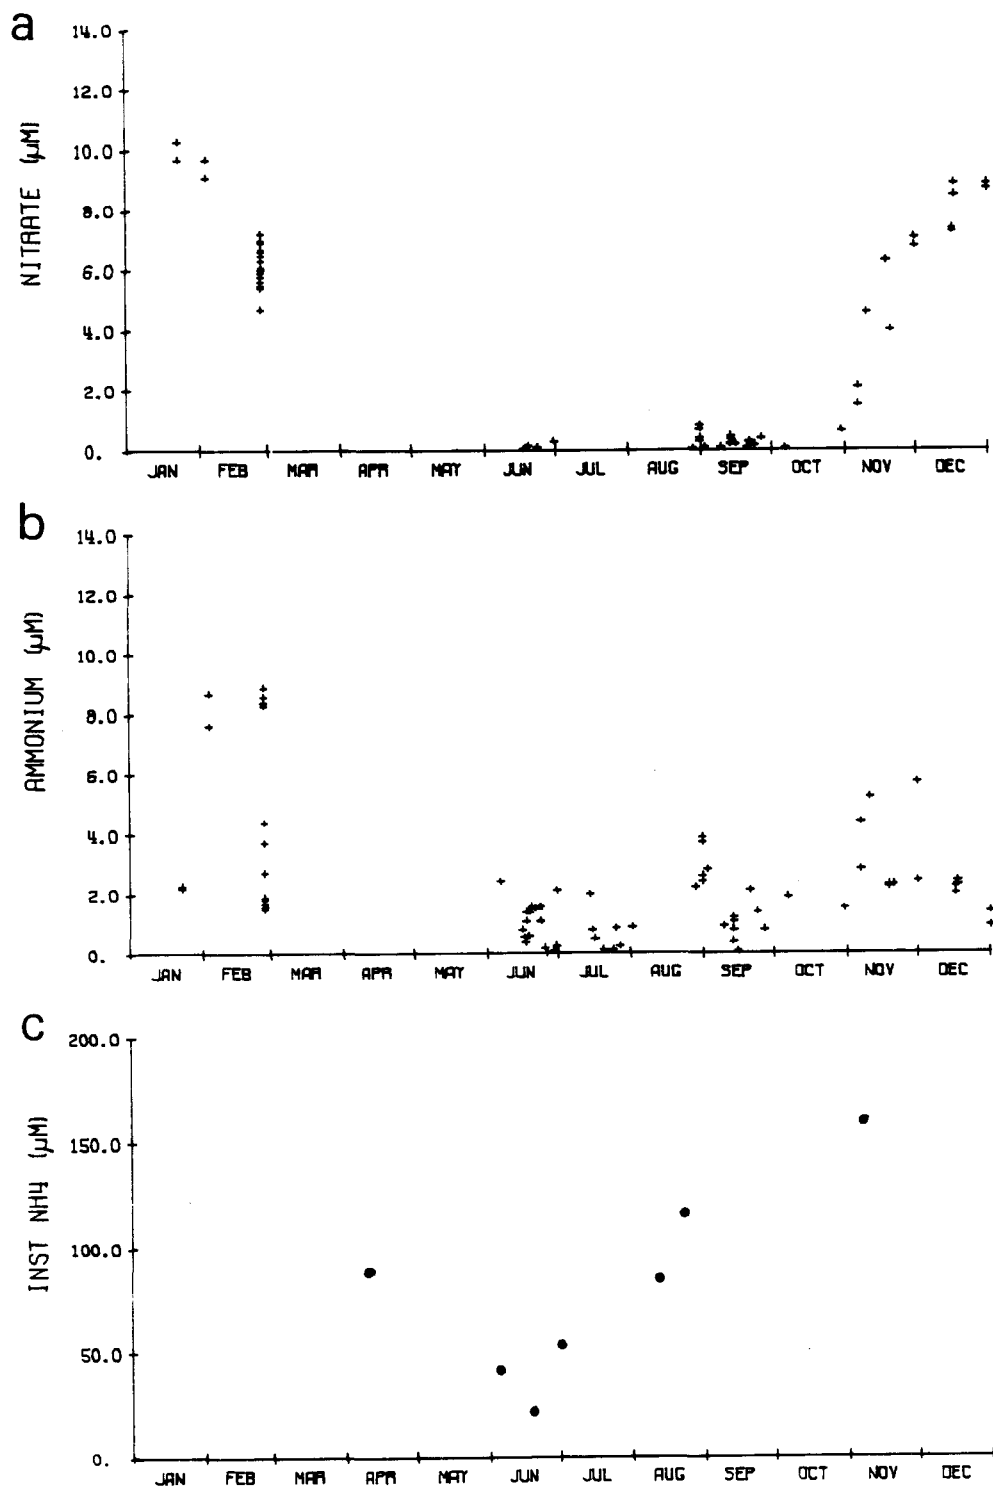 a
14.0
12.0
10.0
8.0
6.0
4.0
2.0
0.
NITRATE (μM)
JAN FEB MAR APR MAY JUN JUL AUG SEP OCT NOV DEC
b
14.0
12.0
10.0
8.0
6.0
4.0
2.0
0.
AMMONIUM (μM)
JAN FEB MAR APR MAY JUN JUL AUG SEP OCT NOV DEC
c
200.0
150.0
100.0
50.0
0.
INST NH4 (μM)
JAN FEB MAR APR MAY JUN JUL AUG SEP OCT NOV DEC